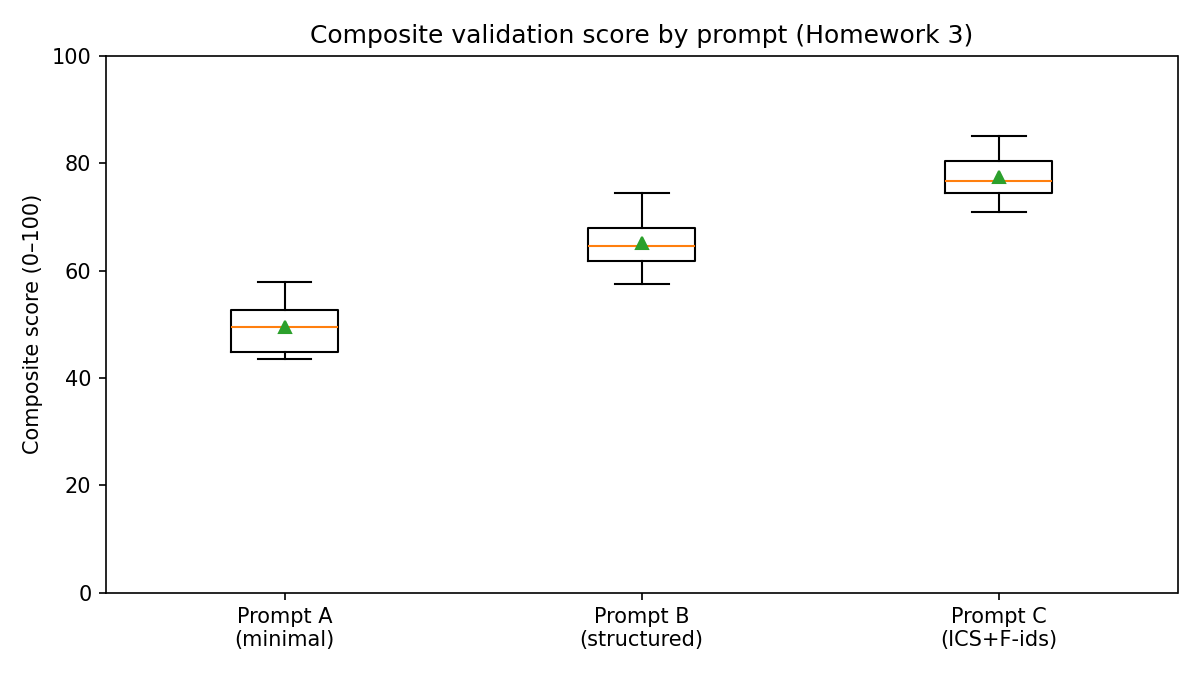 Composite validation score by prompt (Homework 3)
Composite score (0–100)
100
80
60
40
20
0
Prompt A
(minimal)
Prompt B
(structured)
Prompt C
(ICS+F-ids)